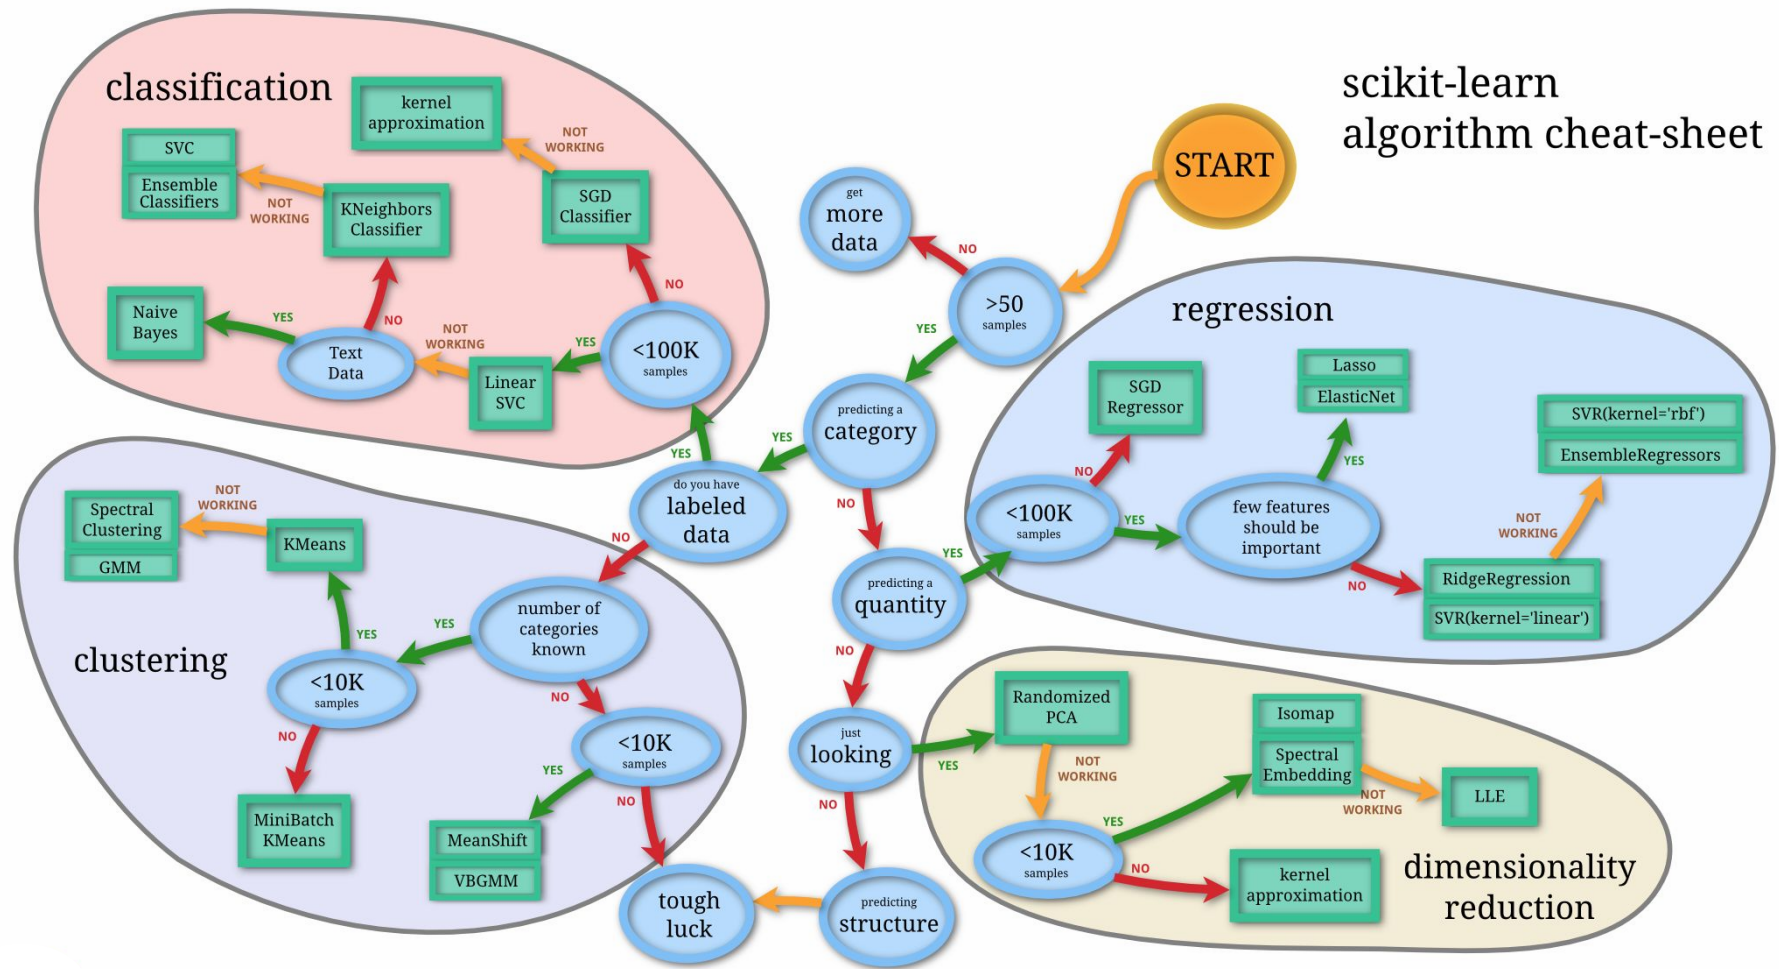 scikit-learn
algorithm cheat-sheet
START
>50
samples
NO
get
more
data
YES
predicting a
category
YES
do you have
labeled
data
YES
classification
<100K
samples
NO
SGD
Classifier
NOT
WORKING
kernel
approximation
YES
Linear
SVC
NOT
WORKING
Text
Data
YES
Naive
Bayes
NO
KNeighbors
Classifier
NOT
WORKING
SVC
Ensemble
Classifiers
NO
clustering
number of
categories
known
YES
<10K
samples
YES
KMeans
NOT
WORKING
Spectral
Clustering
GMM
NO
MiniBatch
KMeans
NO
<10K
samples
YES
MeanShift
VBGMM
NO
tough
luck
NO
predicting a
quantity
YES
regression
<100K
samples
NO
SGD
Regressor
YES
few features
should be
important
YES
Lasso
ElasticNet
NO
RidgeRegression
SVR(kernel='linear')
NOT
WORKING
SVR(kernel='rbf')
EnsembleRegressors
NO
just
looking
YES
dimensionality
reduction
Randomized
PCA
NOT
WORKING
<10K
samples
YES
Isomap
Spectral
Embedding
NOT
WORKING
LLE
NO
kernel
approximation
NO
predicting
structure